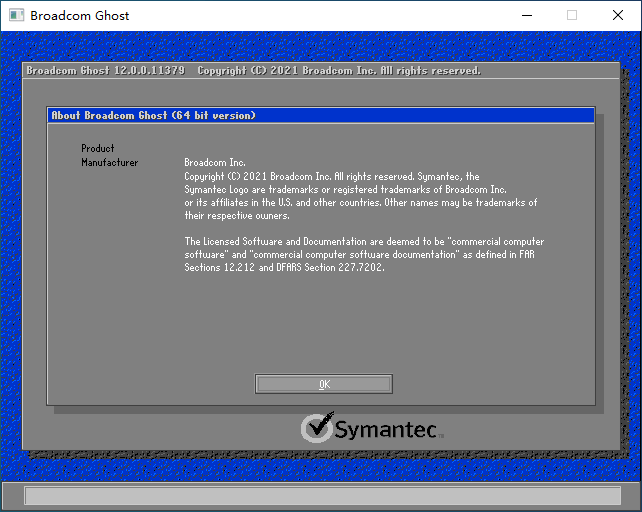 Broadcom Ghost
Broadcom Ghost 12.0.0.11379 Copyright (C) 2021 Broadcom Inc. All rights reserved.
About Broadcom Ghost (64 bit version)
Product
Manufacturer Broadcom Inc.
Copyright (C) 2021 Broadcom Inc. All rights reserved. Symantec, the
Symantec Logo are trademarks or registered trademarks of Broadcom Inc.
or its affiliates in the U.S. and other countries. Other names may be trademarks of
their respective owners.
The Licensed Software and Documentation are deemed to be "commercial computer
software" and "commercial computer software documentation" as defined in FAR
Sections 12.212 and DFARS Section 227.7202.
OK
Symantec™